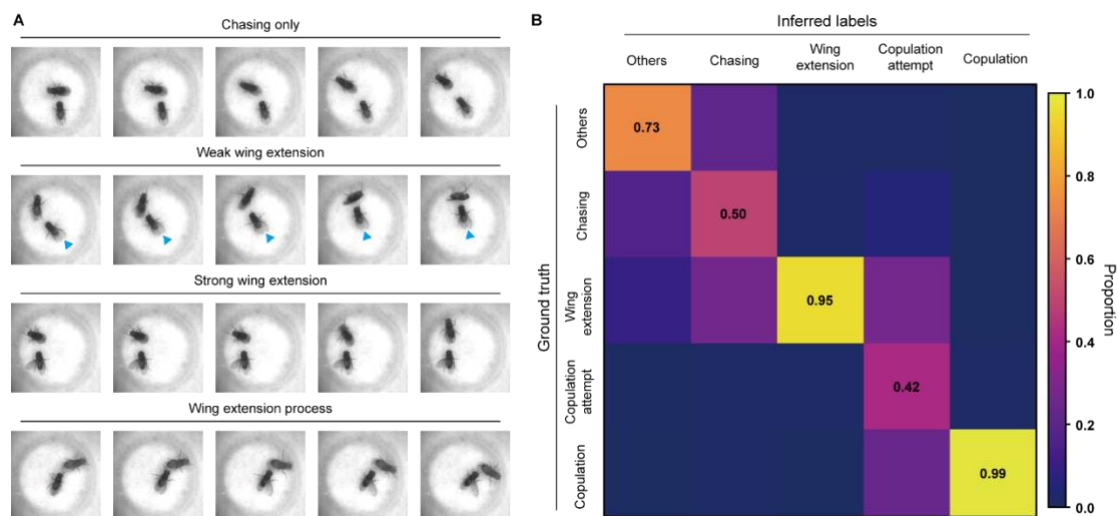 A
Chasing only
Weak wing extension
Strong wing extension
Wing extension process
B
Inferred labels
Others
Chasing
Wing
extension
Copulation
attempt
Copulation
Ground truth
Others
Chasing
Wing
extension
Copulation
attempt
Copulation
0.73
0.50
0.95
0.42
0.99
1.0
0.8
0.6
0.4
0.2
0.0
Proportion